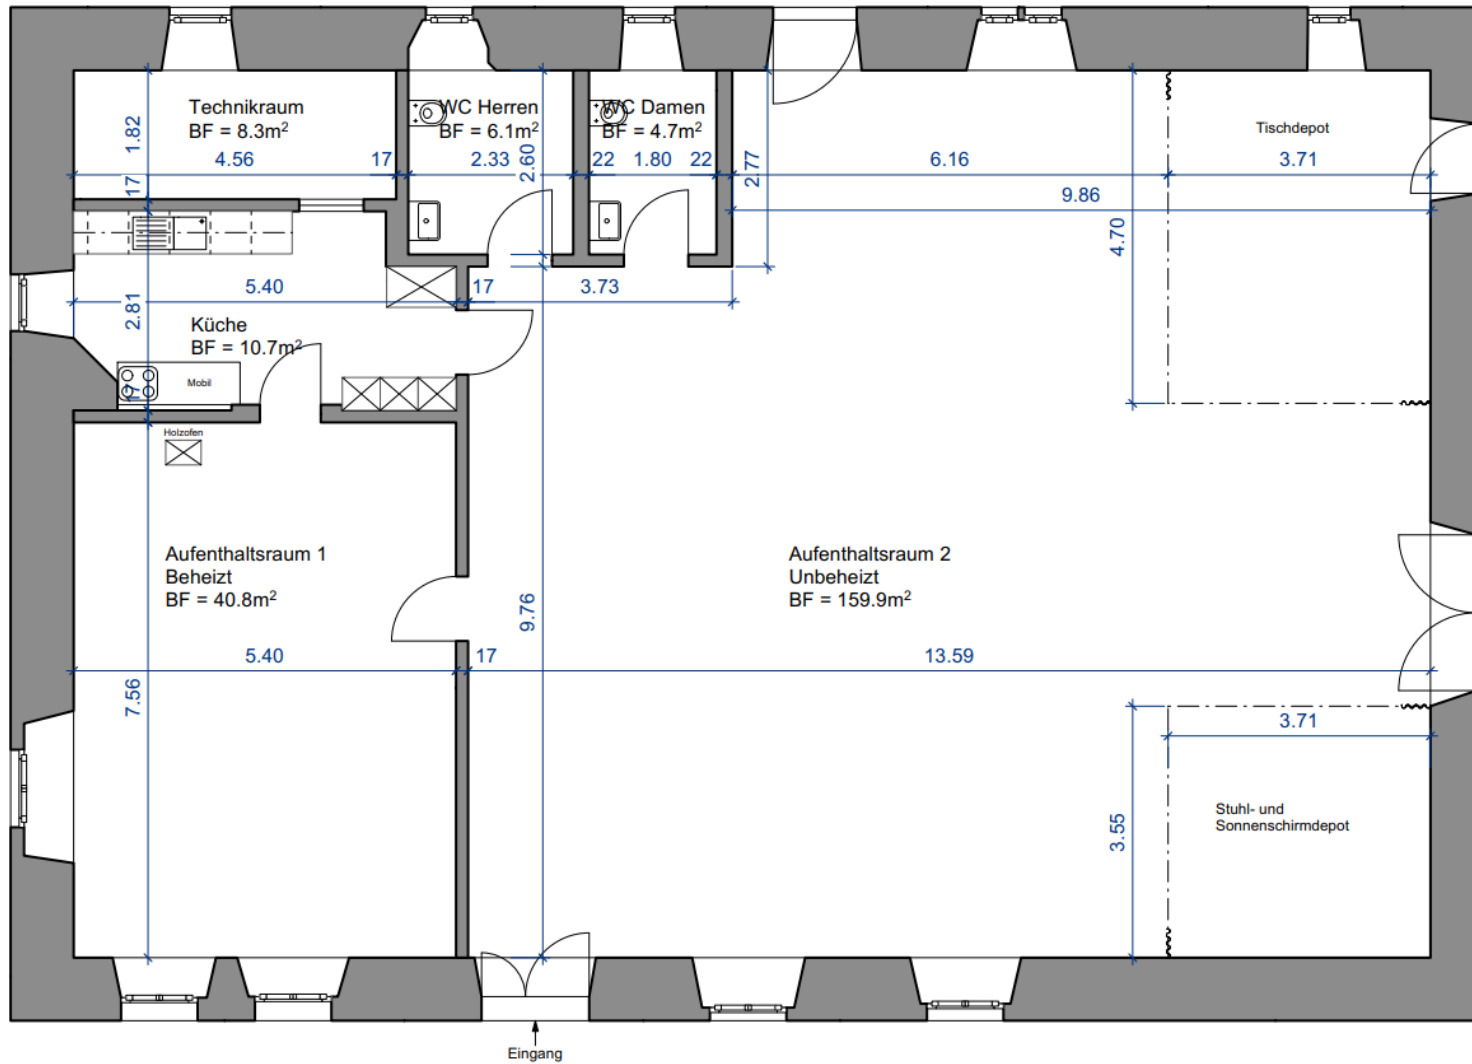 Technikraum
BF = 8.3m²
WC Herren
BF = 6.1m²
WC Damen
BF = 4.7m²
Tischdepot
1.82
4.56
17
2.33
2.60
22
1.80
22
2.77
6.16
3.71
9.86
17
4.70
5.40
17
3.73
2.81
Küche
BF = 10.7m²
Mobil
17
Holzofen
Aufenthaltsraum 1
Beheizt
BF = 40.8m²
Aufenthaltsraum 2
Unbeheizt
BF = 159.9m²
9.76
5.40
17
13.59
7.56
3.71
3.55
Stuhl- und
Sonnenschirmdepot
Eingang